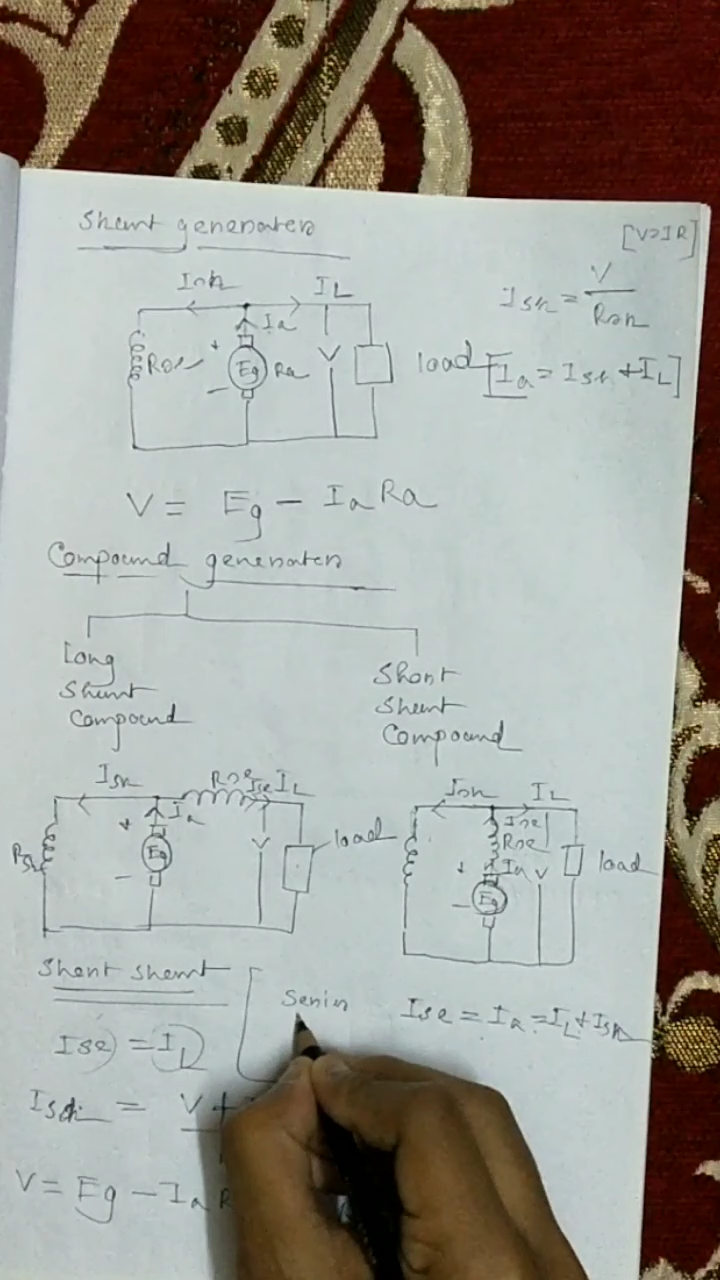 Shunt generators
[V=IR]
Ish IL
Ish = V / Rsh
Ia
Rsh + Eg Ra V load
-
[Ia = Ish + IL]
V = Eg - IaRa
Compound generators
Long
Shunt
Compound
Short
Shunt
Compound
Ish Rse Ise IL
Ia
Rsh + Eg V load
-
Ish IL
Ise
Rse
+ Ia V load
- Eg
Short shunt
Series
Ise = IL
Ise = Ia = IL + Ish
Ish = V +
V = Eg - Ia R